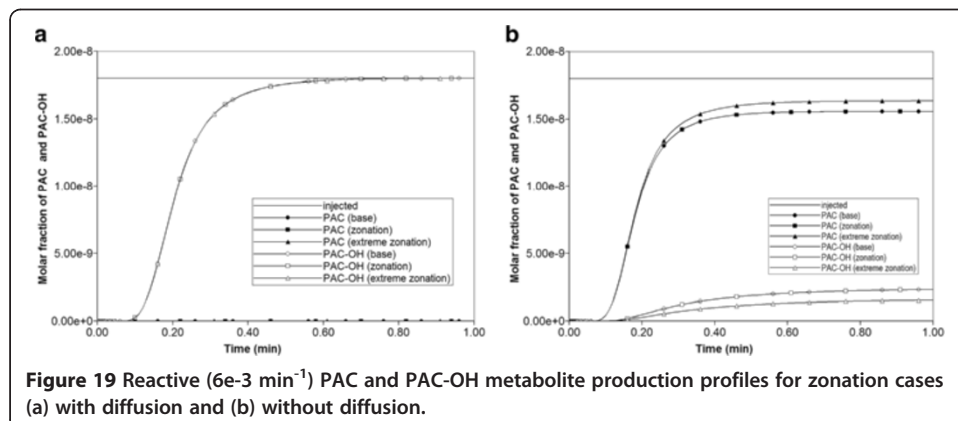 a
b
2.00e-8
1.50e-8
1.00e-8
5.00e-9
0.00e+0
Molar fraction of PAC and PAC-OH
0.00
0.20
0.40
0.60
0.80
1.00
Time (min)
injected
PAC (base)
PAC (zonation)
PAC (extreme zonation)
PAC-OH (base)
PAC-OH (zonation)
PAC-OH (extreme zonation)
2.00e-8
1.50e-8
1.00e-8
5.00e-9
0.00e+0
Molar fraction of PAC and PAC-OH
0.00
0.20
0.40
0.60
0.80
1.00
Time (min)
injected
PAC (base)
PAC (zonation)
PAC (extreme zonation)
PAC-OH (base)
PAC-OH (zonation)
PAC-OH (extreme zonation)
Figure 19 Reactive (6e-3 min⁻¹) PAC and PAC-OH metabolite production profiles for zonation cases
(a) with diffusion and (b) without diffusion.